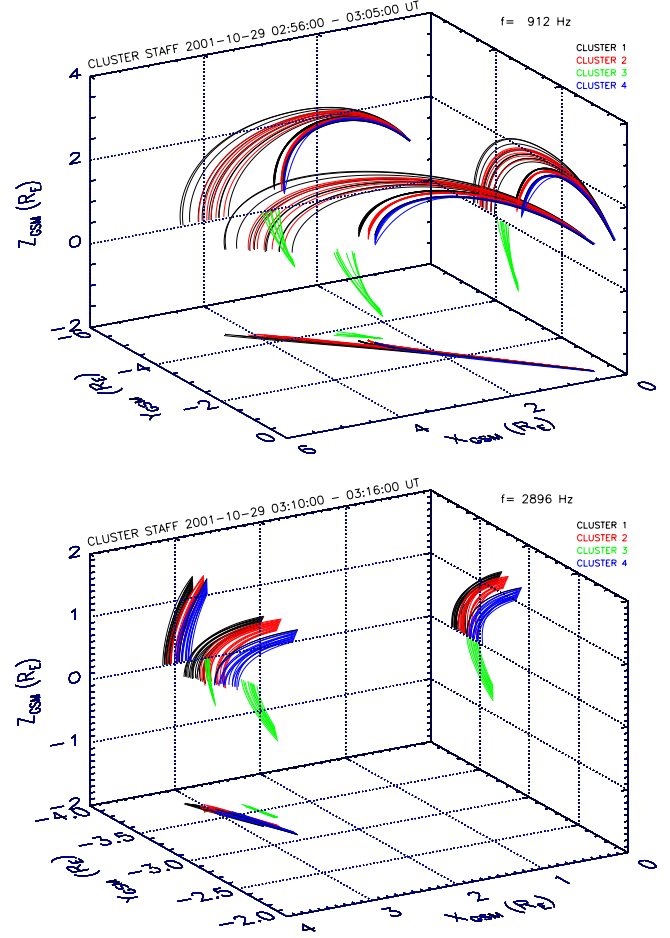 CLUSTER STAFF 2001-10-29 02:56:00 - 03:05:00 UT
f= 912 Hz
CLUSTER 1
CLUSTER 2
CLUSTER 3
CLUSTER 4
4
2
0
-2
Z_GSM (R_E)
-6
-4
-2
0
Y_GSM (R_E)
6
4
2
0
X_GSM (R_E)
CLUSTER STAFF 2001-10-29 03:10:00 - 03:16:00 UT
f= 2896 Hz
CLUSTER 1
CLUSTER 2
CLUSTER 3
CLUSTER 4
2
1
0
-1
-2
Z_GSM (R_E)
-4.0
-3.5
-3.0
-2.5
-2.0
Y_GSM (R_E)
4
3
2
1
0
X_GSM (R_E)